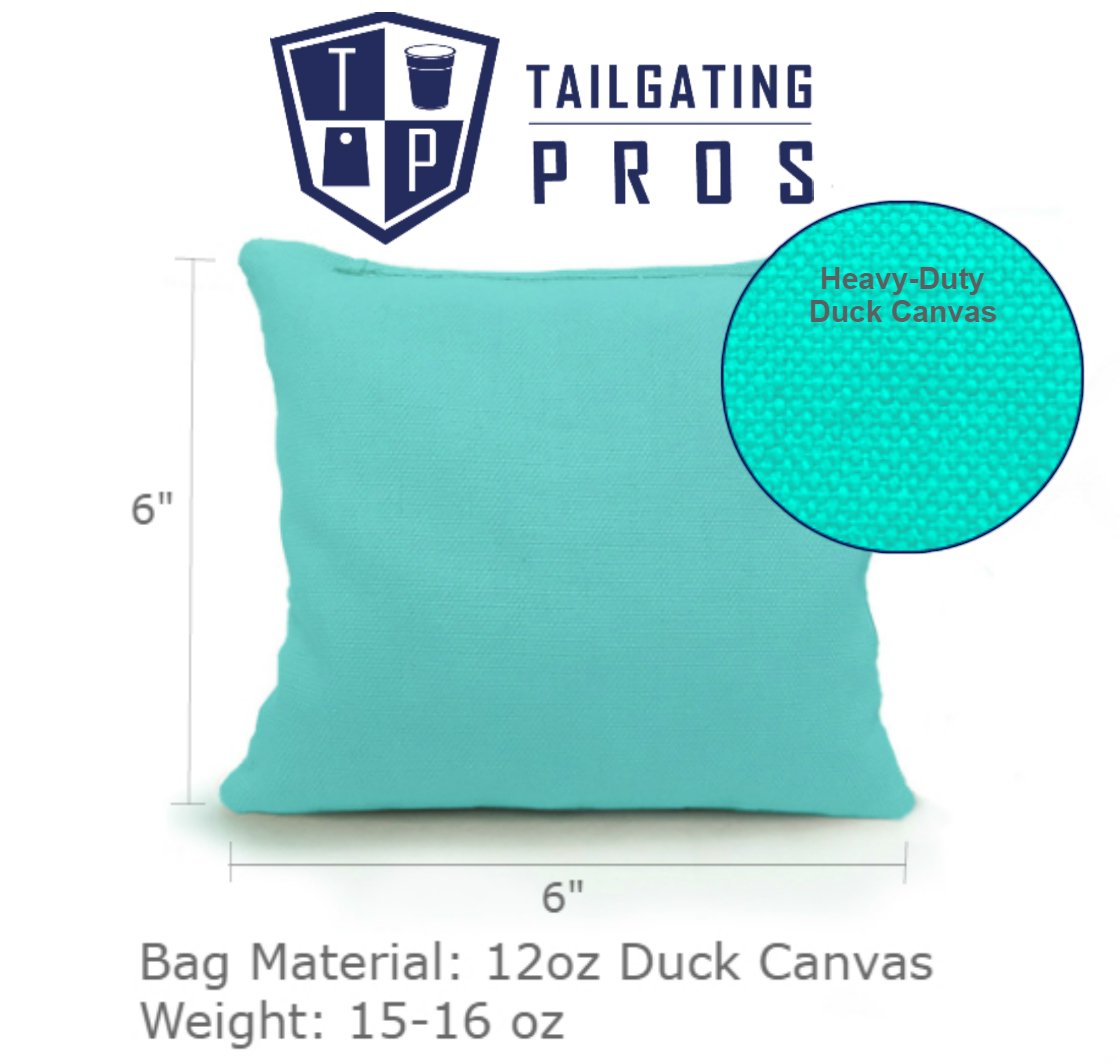 T
P
TAILGATING
PROS
Heavy-Duty
Duck Canvas
6"
6"
Bag Material: 12oz Duck Canvas
Weight: 15-16 oz